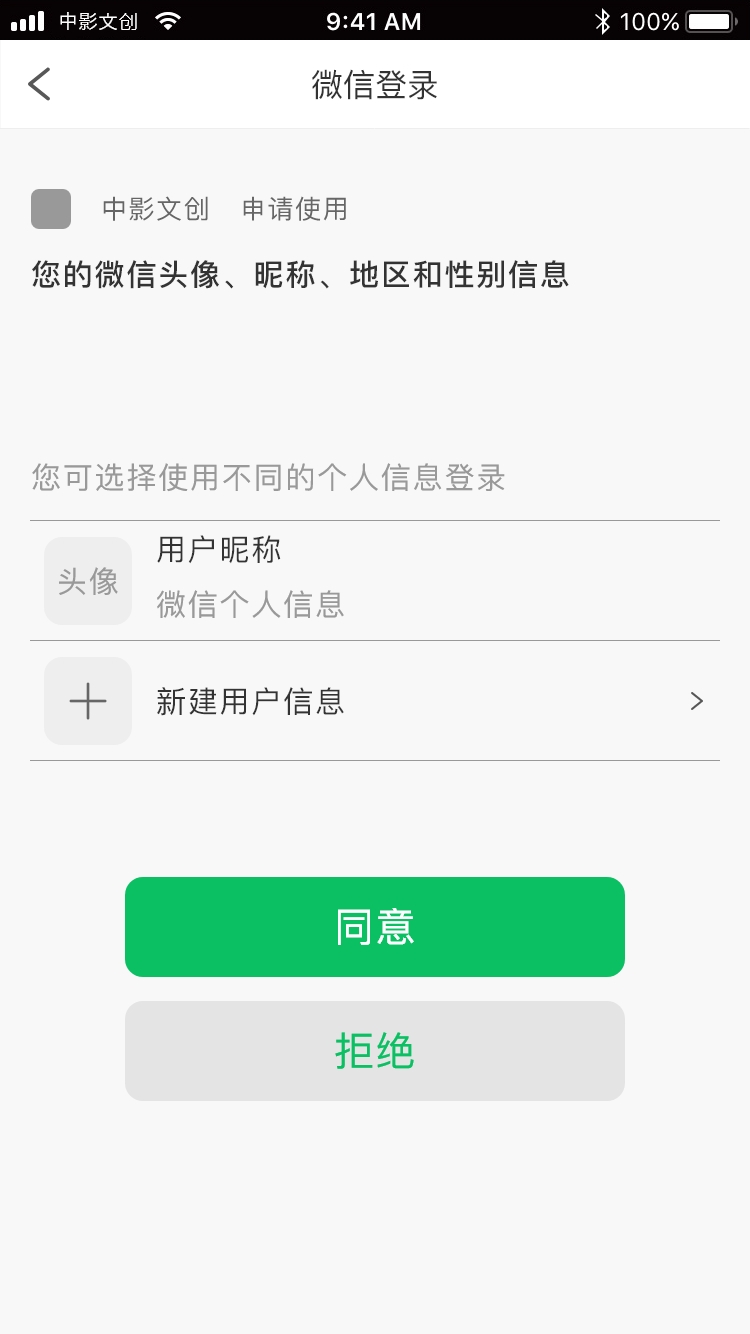 中影文创 9:41 AM 100%
微信登录
中影文创 申请使用
您的微信头像、昵称、地区和性别信息
您可选择使用不同的个人信息登录
头像
用户昵称
微信个人信息
新建用户信息
同意
拒绝